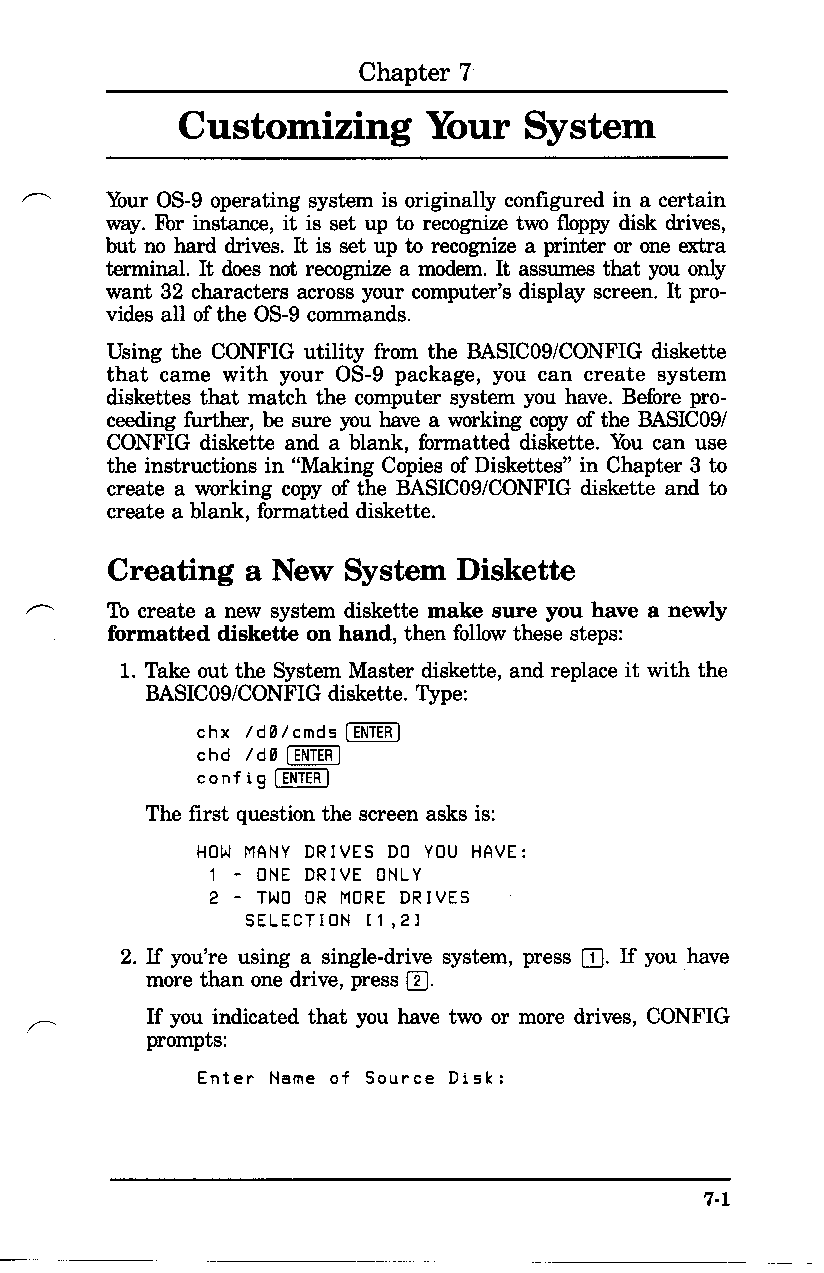 Chapter 7
Customizing Your System
Your OS-9 operating system is originally configured in a certain
way. For instance, it is set up to recognize two floppy disk drives,
but no hard drives. It is set up to recognize a printer or one extra
terminal. It does not recognize a modem. It assumes that you only
want 32 characters across your computer's display screen. It pro-
vides all of the OS-9 commands.
Using the CONFIG utility from the BASIC09/CONFIG diskette
that came with your OS-9 package, you can create system
diskettes that match the computer system you have. Before pro-
ceeding further, be sure you have a working copy of the BASIC09/
CONFIG diskette and a blank, formatted diskette. You can use
the instructions in “Making Copies of Diskettes” in Chapter 3 to
create a working copy of the BASIC09/CONFIG diskette and to
create a blank, formatted diskette.
Creating a New System Diskette
To create a new system diskette make sure you have a newly
formatted diskette on hand, then follow these steps:
1. Take out the System Master diskette, and replace it with the
BASIC09/CONFIG diskette. Type:
chx /d0/cmds ENTER
chd /d0 ENTER
config ENTER
The first question the screen asks is:
HOW MANY DRIVES DO YOU HAVE:
1 - ONE DRIVE ONLY
2 - TWO OR MORE DRIVES
SELECTION [1,2]
2. If you're using a single-drive system, press 1. If you have
more than one drive, press 2.
If you indicated that you have two or more drives, CONFIG
prompts:
Enter Name of Source Disk:
7-1